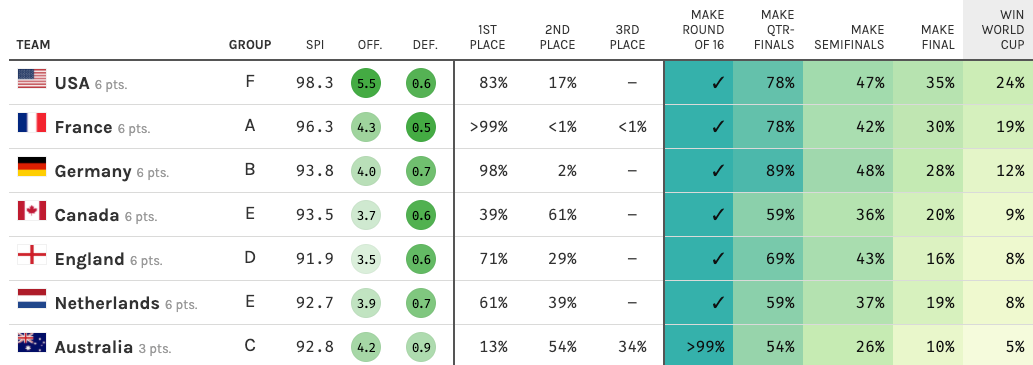 TEAM GROUP SPI OFF. DEF. 1ST PLACE 2ND PLACE 3RD PLACE MAKE ROUND OF 16 MAKE QTR-FINALS MAKE SEMIFINALS MAKE FINAL WIN WORLD CUP
USA 6 pts. F 98.3 5.5 0.6 83% 17% – ✓ 78% 47% 35% 24%
France 6 pts. A 96.3 4.3 0.5 >99% <1% <1% ✓ 78% 42% 30% 19%
Germany 6 pts. B 93.8 4.0 0.7 98% 2% – ✓ 89% 48% 28% 12%
Canada 6 pts. E 93.5 3.7 0.6 39% 61% – ✓ 59% 36% 20% 9%
England 6 pts. D 91.9 3.5 0.6 71% 29% – ✓ 69% 43% 16% 8%
Netherlands 6 pts. E 92.7 3.9 0.7 61% 39% – ✓ 59% 37% 19% 8%
Australia 3 pts. C 92.8 4.2 0.9 13% 54% 34% >99% 54% 26% 10% 5%